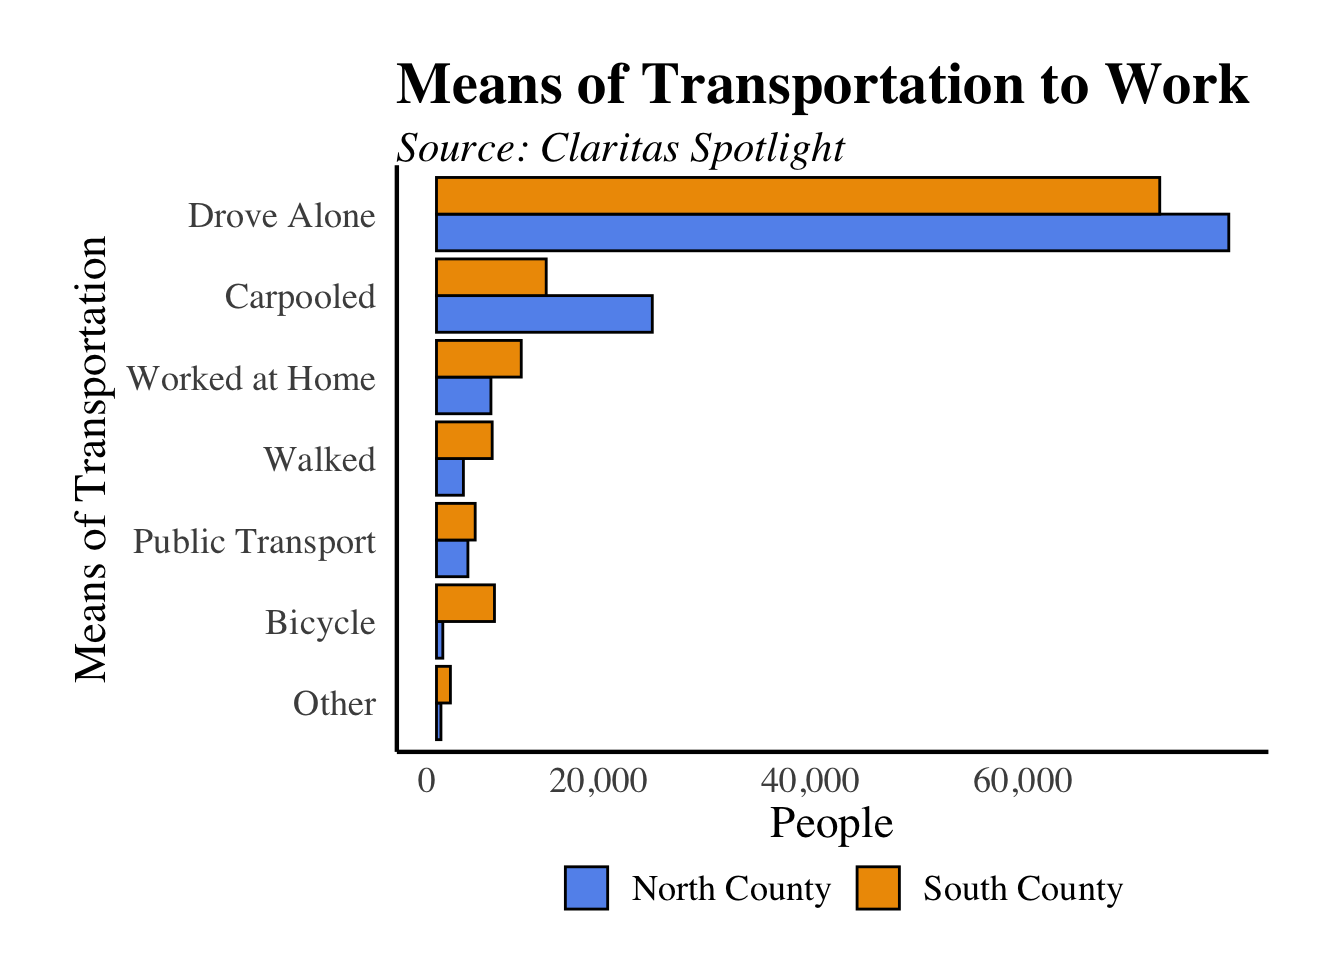 Means of Transportation to Work
Source: Claritas Spotlight
Means of Transportation
Drove Alone
Carpooled
Worked at Home
Walked
Public Transport
Bicycle
Other
0 20,000 40,000 60,000
People
North County South County